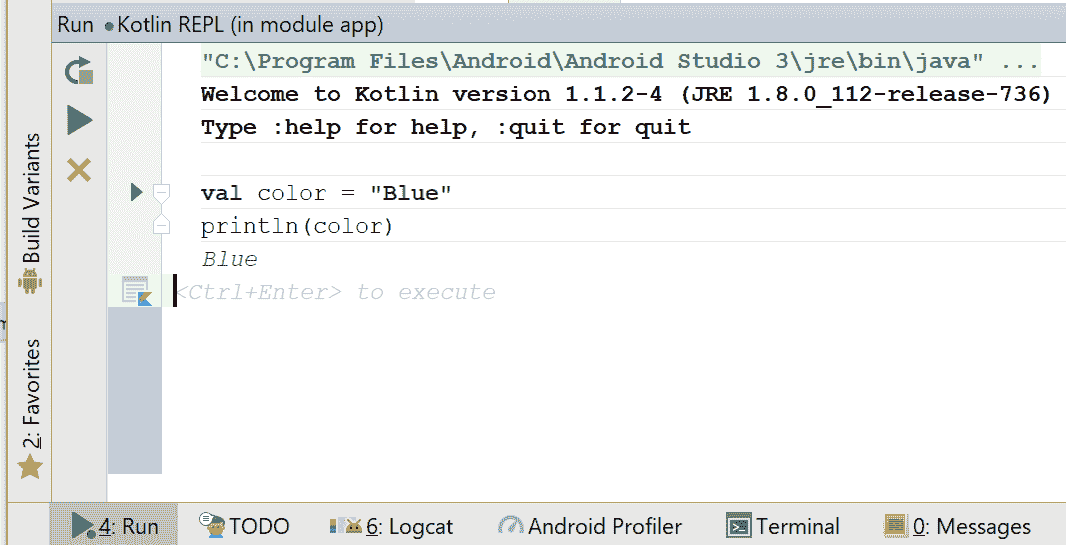 Run Kotlin REPL (in module app)
"C:\Program Files\Android\Android Studio 3\jre\bin\java" ...
Welcome to Kotlin version 1.1.2-4 (JRE 1.8.0_112-release-736)
Type :help for help, :quit for quit
val color = "Blue"
println(color)
Blue
<Ctrl+Enter> to execute
Build Variants
2: Favorites
4: Run TODO 6: Logcat Android Profiler Terminal 0: Messages